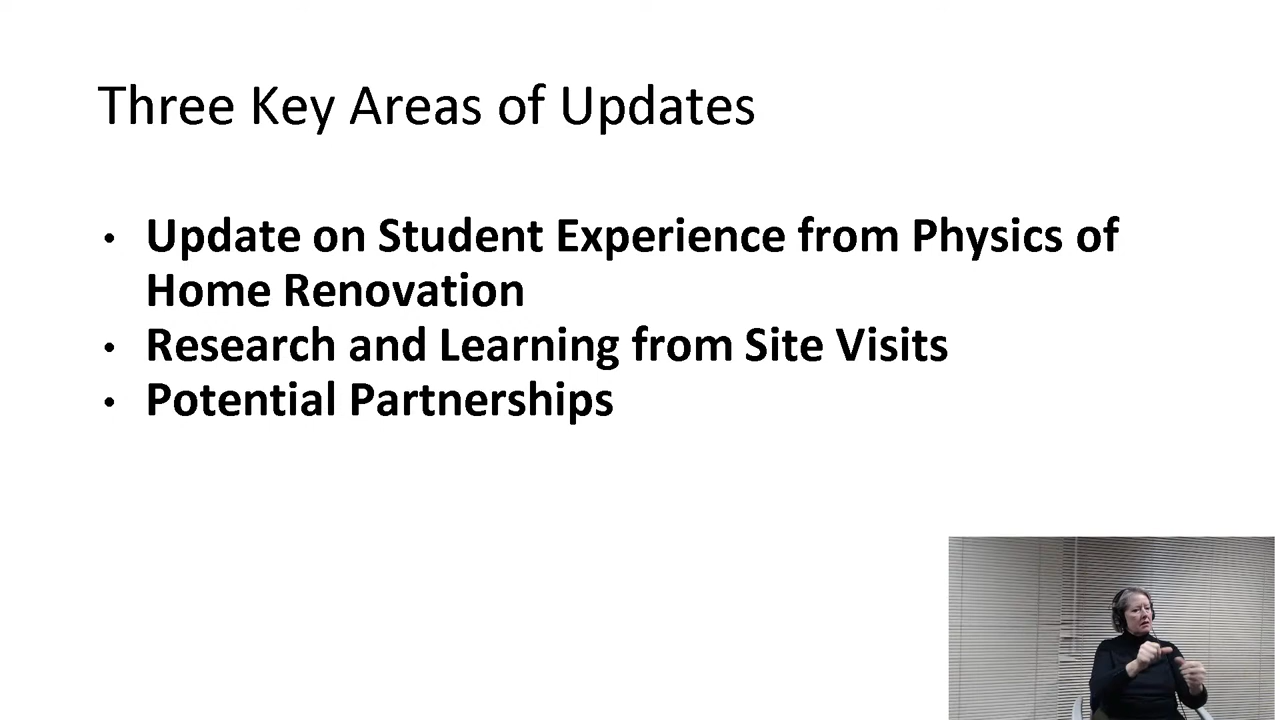 Three Key Areas of Updates
• Update on Student Experience from Physics of
Home Renovation
• Research and Learning from Site Visits
• Potential Partnerships